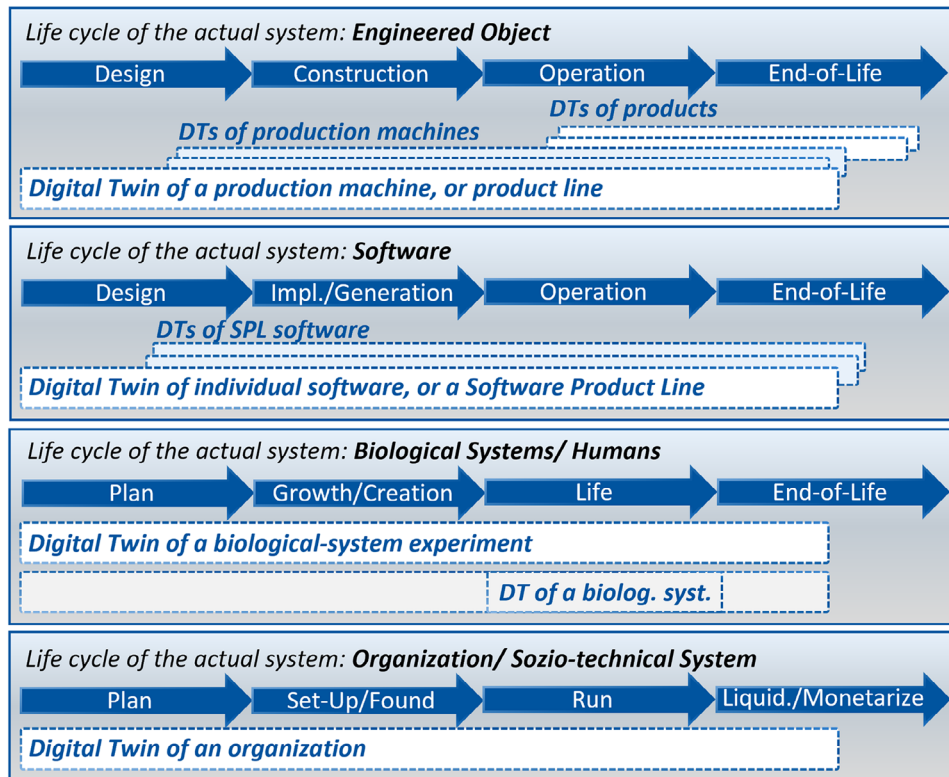 Life cycle of the actual system: Engineered Object
Design Construction Operation End-of-Life
DTs of products
DTs of production machines
Digital Twin of a production machine, or product line
Life cycle of the actual system: Software
Design Impl./Generation Operation End-of-Life
DTs of SPL software
Digital Twin of individual software, or a Software Product Line
Life cycle of the actual system: Biological Systems/ Humans
Plan Growth/Creation Life End-of-Life
Digital Twin of a biological-system experiment
DT of a biolog. syst.
Life cycle of the actual system: Organization/ Sozio-technical System
Plan Set-Up/Found Run Liquid./Monetarize
Digital Twin of an organization